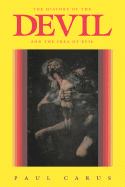 THE HISTORY OF THE
DEVIL
AND THE IDEA OF EVIL
PAUL CARUS